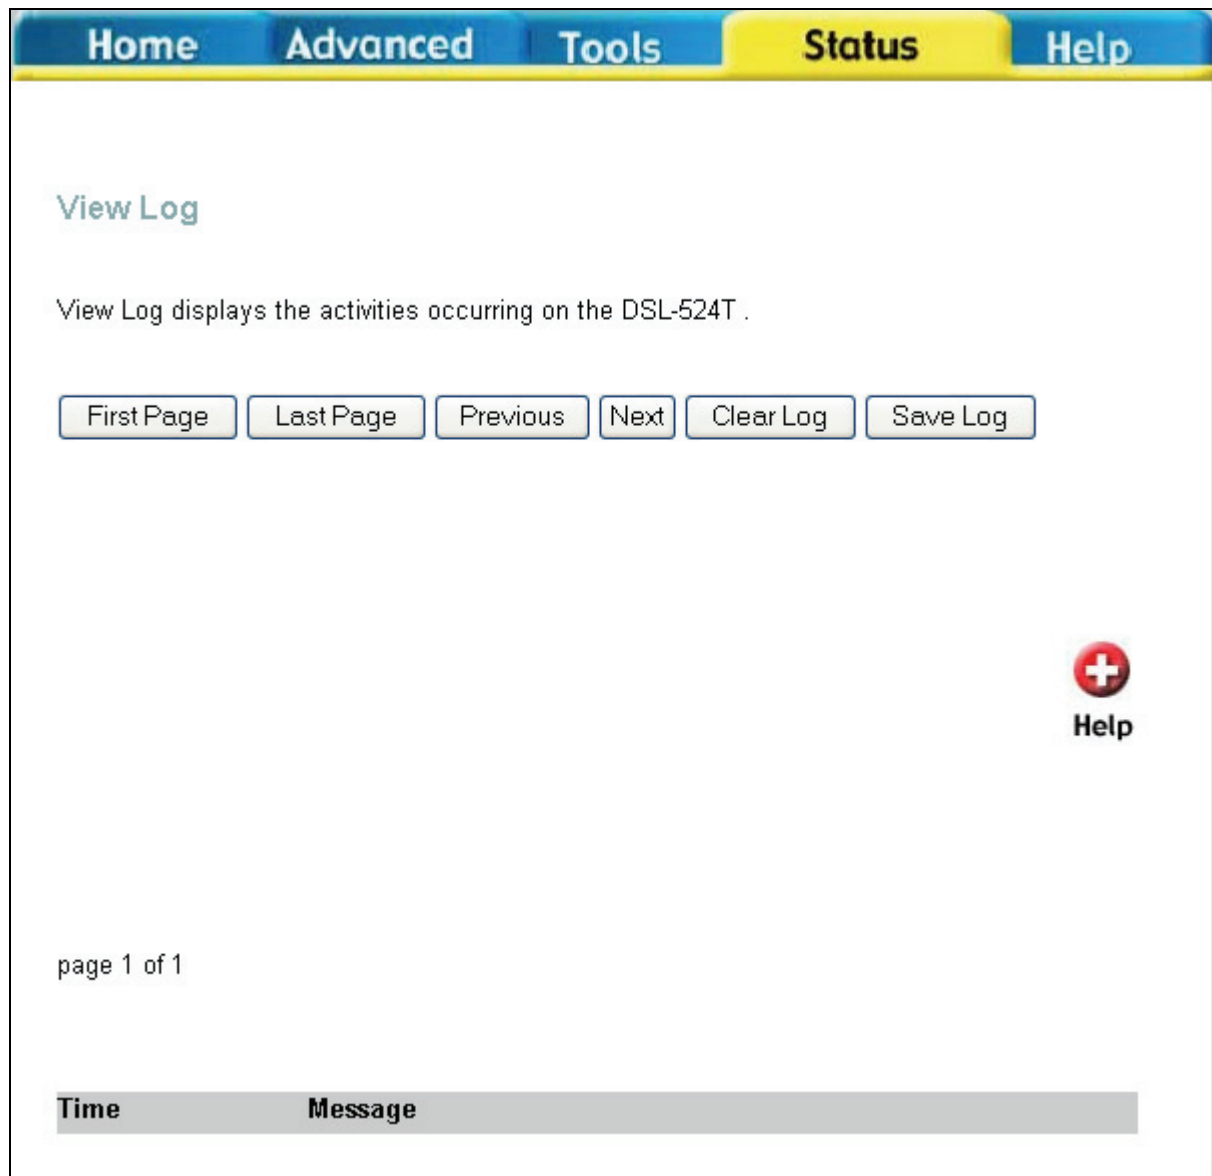 Home Advanced Tools Status Help
View Log
View Log displays the activities occurring on the DSL-524T .
First Page Last Page Previous Next Clear Log Save Log
Help
page 1 of 1
Time Message